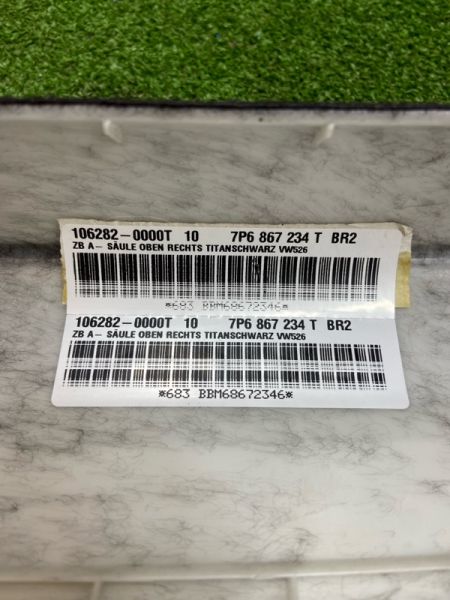 106282-0000T 10 7P6 867 234 T BR2
ZB A- SÄULE OBEN RECHTS TITANSCHWARZ VW526
*683 BBM68672346*
106282-0000T 10 7P6 867 234 T BR2
ZB A- SÄULE OBEN RECHTS TITANSCHWARZ VW526
*683 BBM68672346*